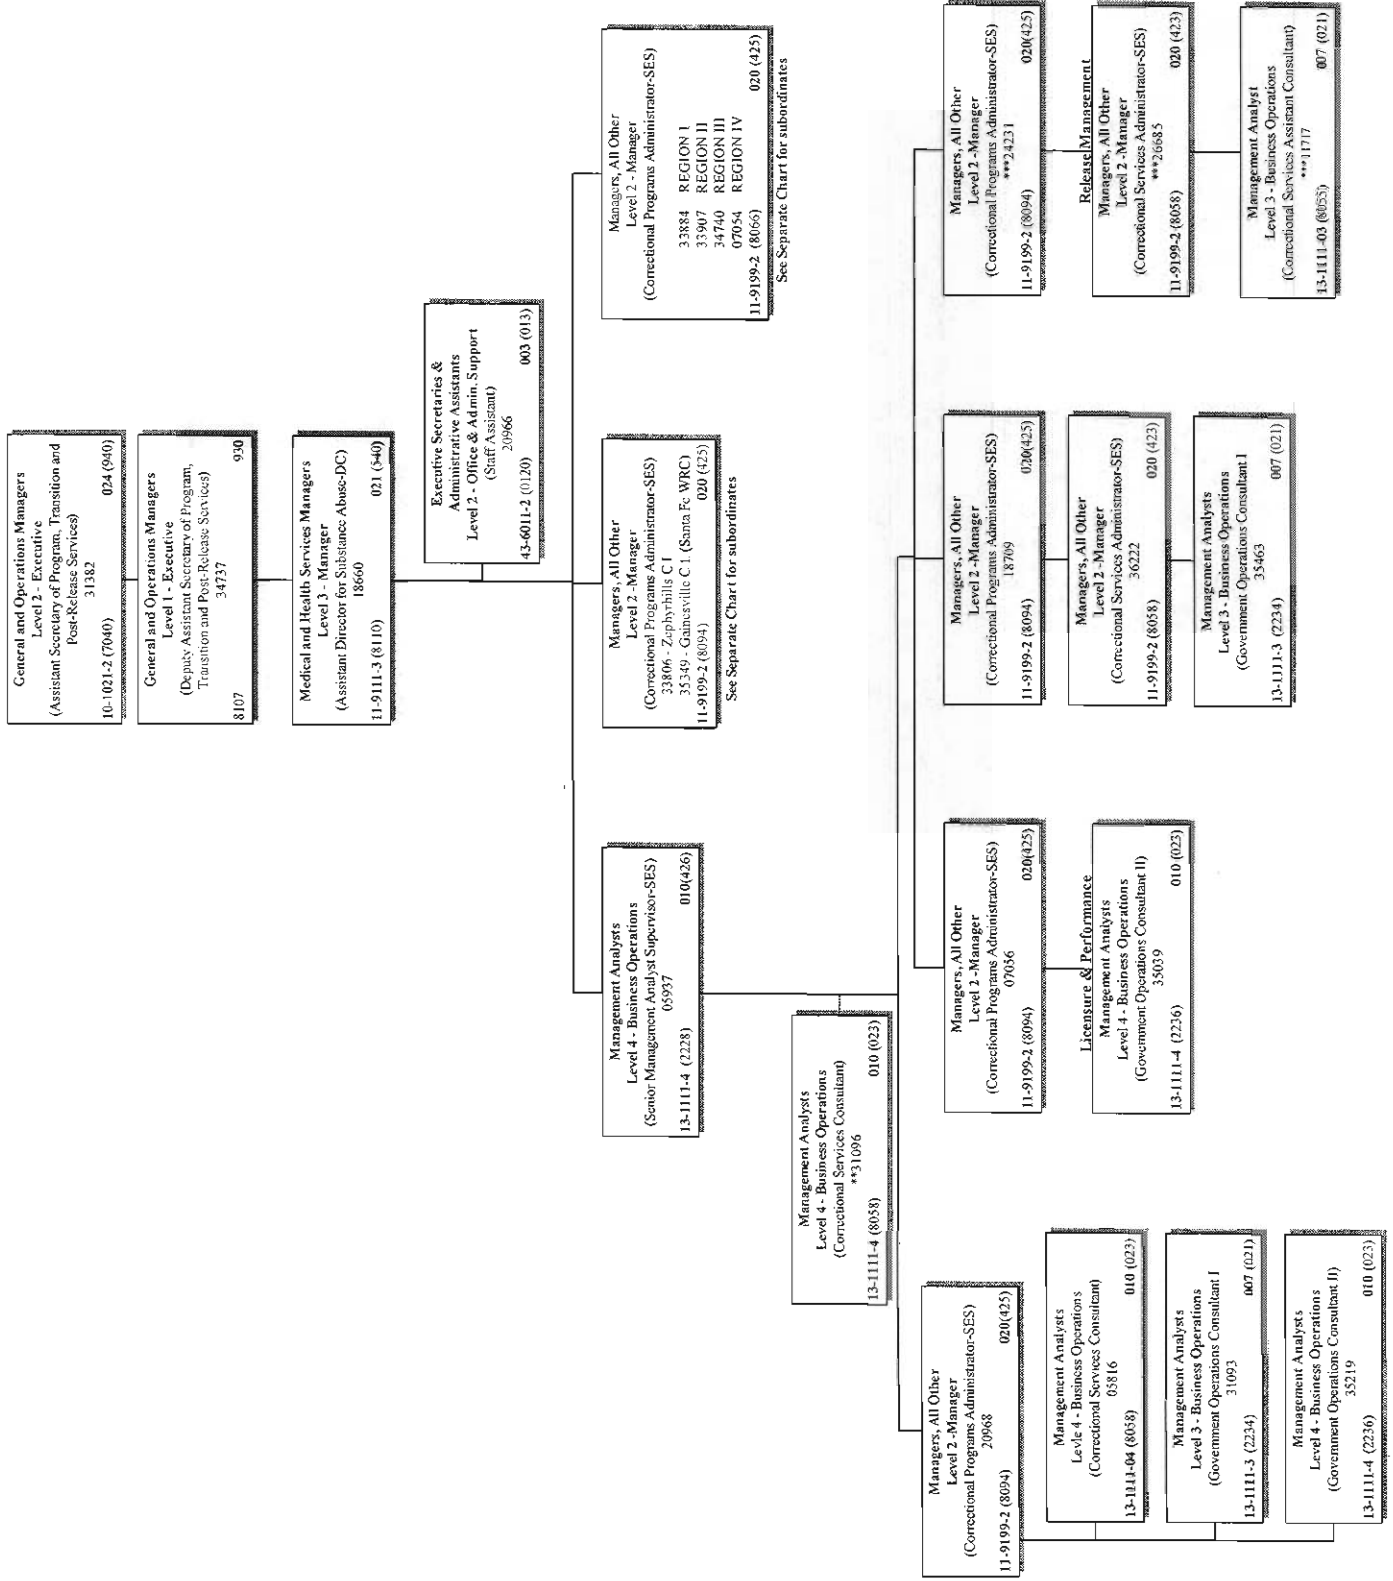 General and Operations Managers
Level 2 - Executive
(Assistant Secretary of Program, Transition and
Post-Release Services)
31382
10-1021-2 (7040) 024 (940)
General and Operations Managers
Level 1 - Executive
(Deputy Assistant Secretary of Program,
Transition and Post-Release Services)
34737
8107 930
Medical and Health Services Managers
Level 3 - Manager
(Assistant Director for Substance Abuse-DC)
18660
11-9111-3 (8110) 021 (540)
Executive Secretaries &
Administrative Assistants
Level 2 - Office & Admin. Support
(Staff Assistant)
20966
43-6011-2 (0120) 003 (013)
Management Analysts
Level 4 - Business Operations
(Senior Management Analyst Supervisor-SES)
05937
13-1111-4 (2228) 010(426)
Managers, All Other
Level 2 -Manager
(Correctional Programs Administrator-SES)
33806 - Zephyrhills C I
35349 - Gainesville C.I. (Santa Fe WRC)
11-9199-2 (8094) 020 (425)
See Separate Chart for subordinates
Managers, All Other
Level 2 - Manager
(Correctional Programs Administrator-SES)
33884 REGION I
33907 REGION II
34740 REGION III
07054 REGION IV
11-9199-2 (8066) 020 (425)
See Separate Chart for subordinates
Management Analysts
Level 4 - Business Operations
(Correctional Services Consultant)
**31096
13-1111-4 (8058) 010 (023)
Managers, All Other
Level 2 -Manager
(Correctional Programs Administrator-SES)
20968
11-9199-2 (8094) 020(425)
Management Analysts
Levle 4 - Business Operations
(Correctional Services Consultant)
05816
13-1111-04 (8058) 010 (023)
Management Analysts
Level 3 - Business Operations
(Government Operations Consultant I
31093
13-1111-3 (2234) 007 (021)
Management Analysts
Level 4 - Business Operations
(Government Operations Consultant II)
35219
13-1111-4 (2236) 010 (023)
Managers, All Other
Level 2 -Manager
(Correctional Programs Administrator-SES)
07056
11-9199-2 (8094) 020(425)
Licensure & Performance
Management Analysts
Level 4 - Business Operations
(Government Operations Consultant II)
35039
13-1111-4 (2236) 010 (023)
Managers, All Other
Level 2 -Manager
(Correctional Programs Administrator-SES)
18709
11-9199-2 (8094) 020(425)
Managers, All Other
Level 2 -Manager
(Correctional Services Administrator-SES)
36222
11-9199-2 (8058) 020 (423)
Management Analysts
Level 3 - Business Operations
(Government Operations Consultant I
35463
13-1111-3 (2234) 007 (021)
Managers, All Other
Level 2 -Manager
(Correctional Programs Administrator-SES)
***24231
11-9199-2 (8094) 020(425)
Release Management
Managers, All Other
Level 2 -Manager
(Correctional Services Administrator-SES)
***26685
11-9199-2 (8058) 020 (423)
Management Analyst
Level 3 - Business Operations
(Correctional Services Assistant Consultant)
***11717
13-1111-03 (8055) 007 (021)